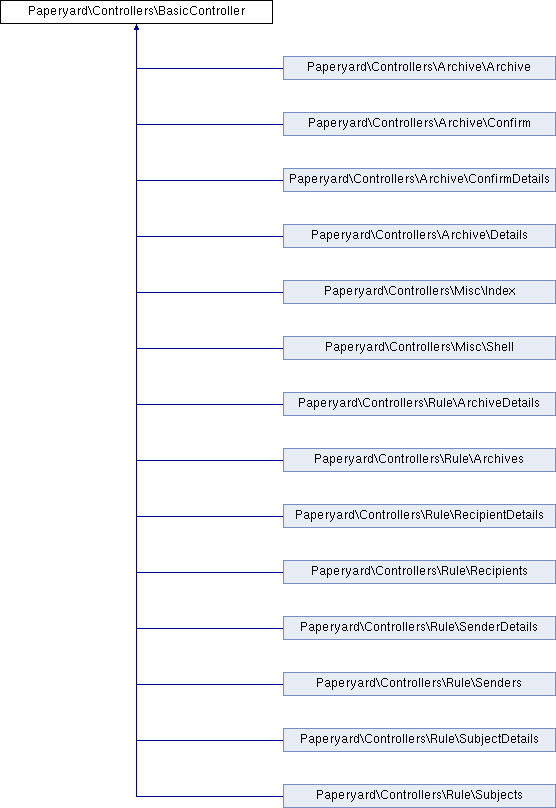 Paperyard\Controllers\BasicController
Paperyard\Controllers\Archive\Archive
Paperyard\Controllers\Archive\Confirm
Paperyard\Controllers\Archive\ConfirmDetails
Paperyard\Controllers\Archive\Details
Paperyard\Controllers\Misc\Index
Paperyard\Controllers\Misc\Shell
Paperyard\Controllers\Rule\ArchiveDetails
Paperyard\Controllers\Rule\Archives
Paperyard\Controllers\Rule\RecipientDetails
Paperyard\Controllers\Rule\Recipients
Paperyard\Controllers\Rule\SenderDetails
Paperyard\Controllers\Rule\Senders
Paperyard\Controllers\Rule\SubjectDetails
Paperyard\Controllers\Rule\Subjects